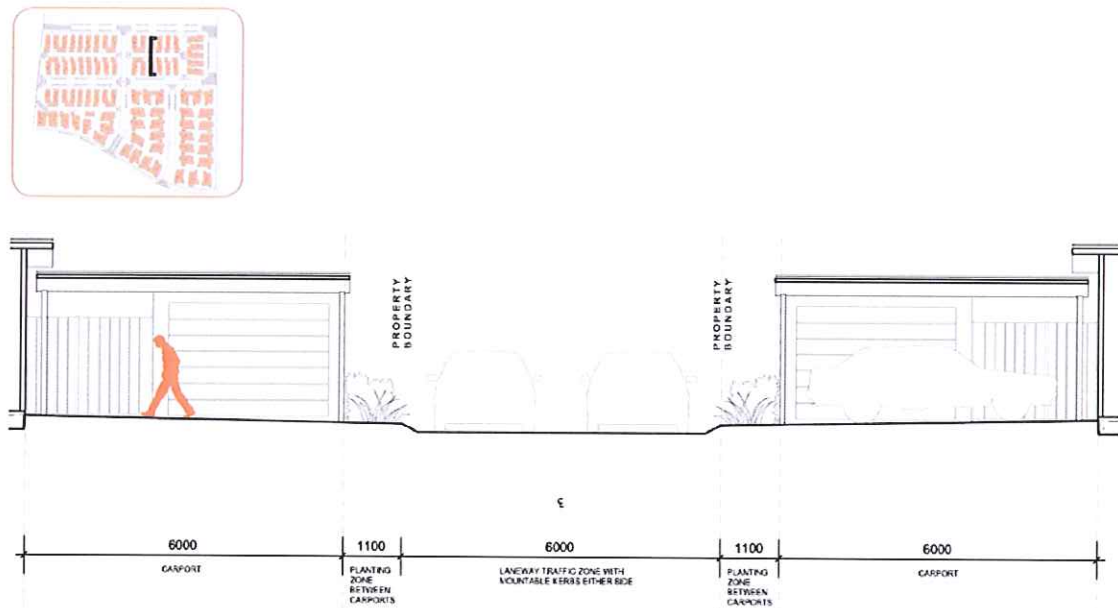 PROPERTY
BOUNDARY
PROPERTY
BOUNDARY
℄
6000
1100
6000
1100
6000
CARPORT
PLANTING
ZONE
BETWEEN
CARPORTS
LANEWAY TRAFFIC ZONE WITH
MOUNTABLE KERBS EITHER SIDE
PLANTING
ZONE
BETWEEN
CARPORTS
CARPORT